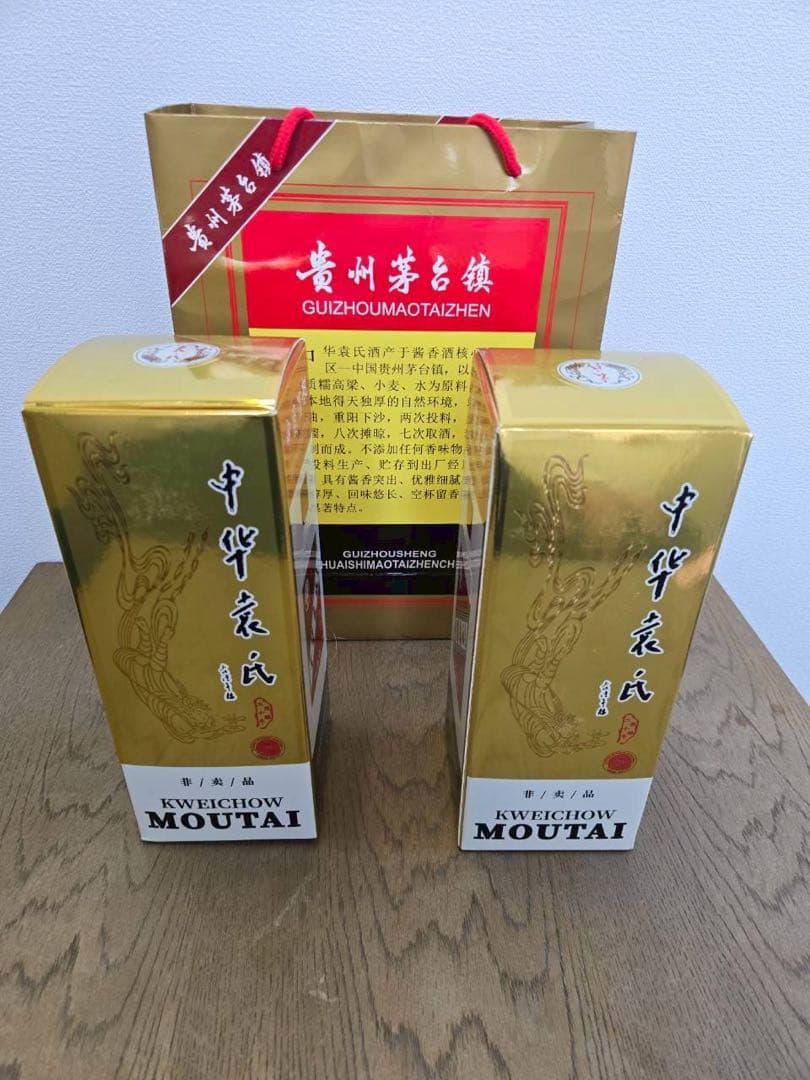 贵州茅台镇
贵州茅台镇
GUIZHOUMAOTAIZHEN
华袁氏酒产于酱香酒核
区一中国贵州茅台镇，以
质糯高梁、小麦、水为原料
本地得天独厚的自然环境，
曲，重阳下沙，两次投料，
八次摊晾，七次取酒，
制而成。不添加任何香味物
投料生产、贮存到出厂经
具有酱香突出、优雅细腻
醇厚、回味悠长、空杯留香
显著特点。
GUIZHOUSHENG
HUAISHIMAOTAIZHENCH
中华袁氏
非/卖/品
KWEICHOW
MOUTAI
中华袁氏
非/卖/品
KWEICHOW
MOUTAI